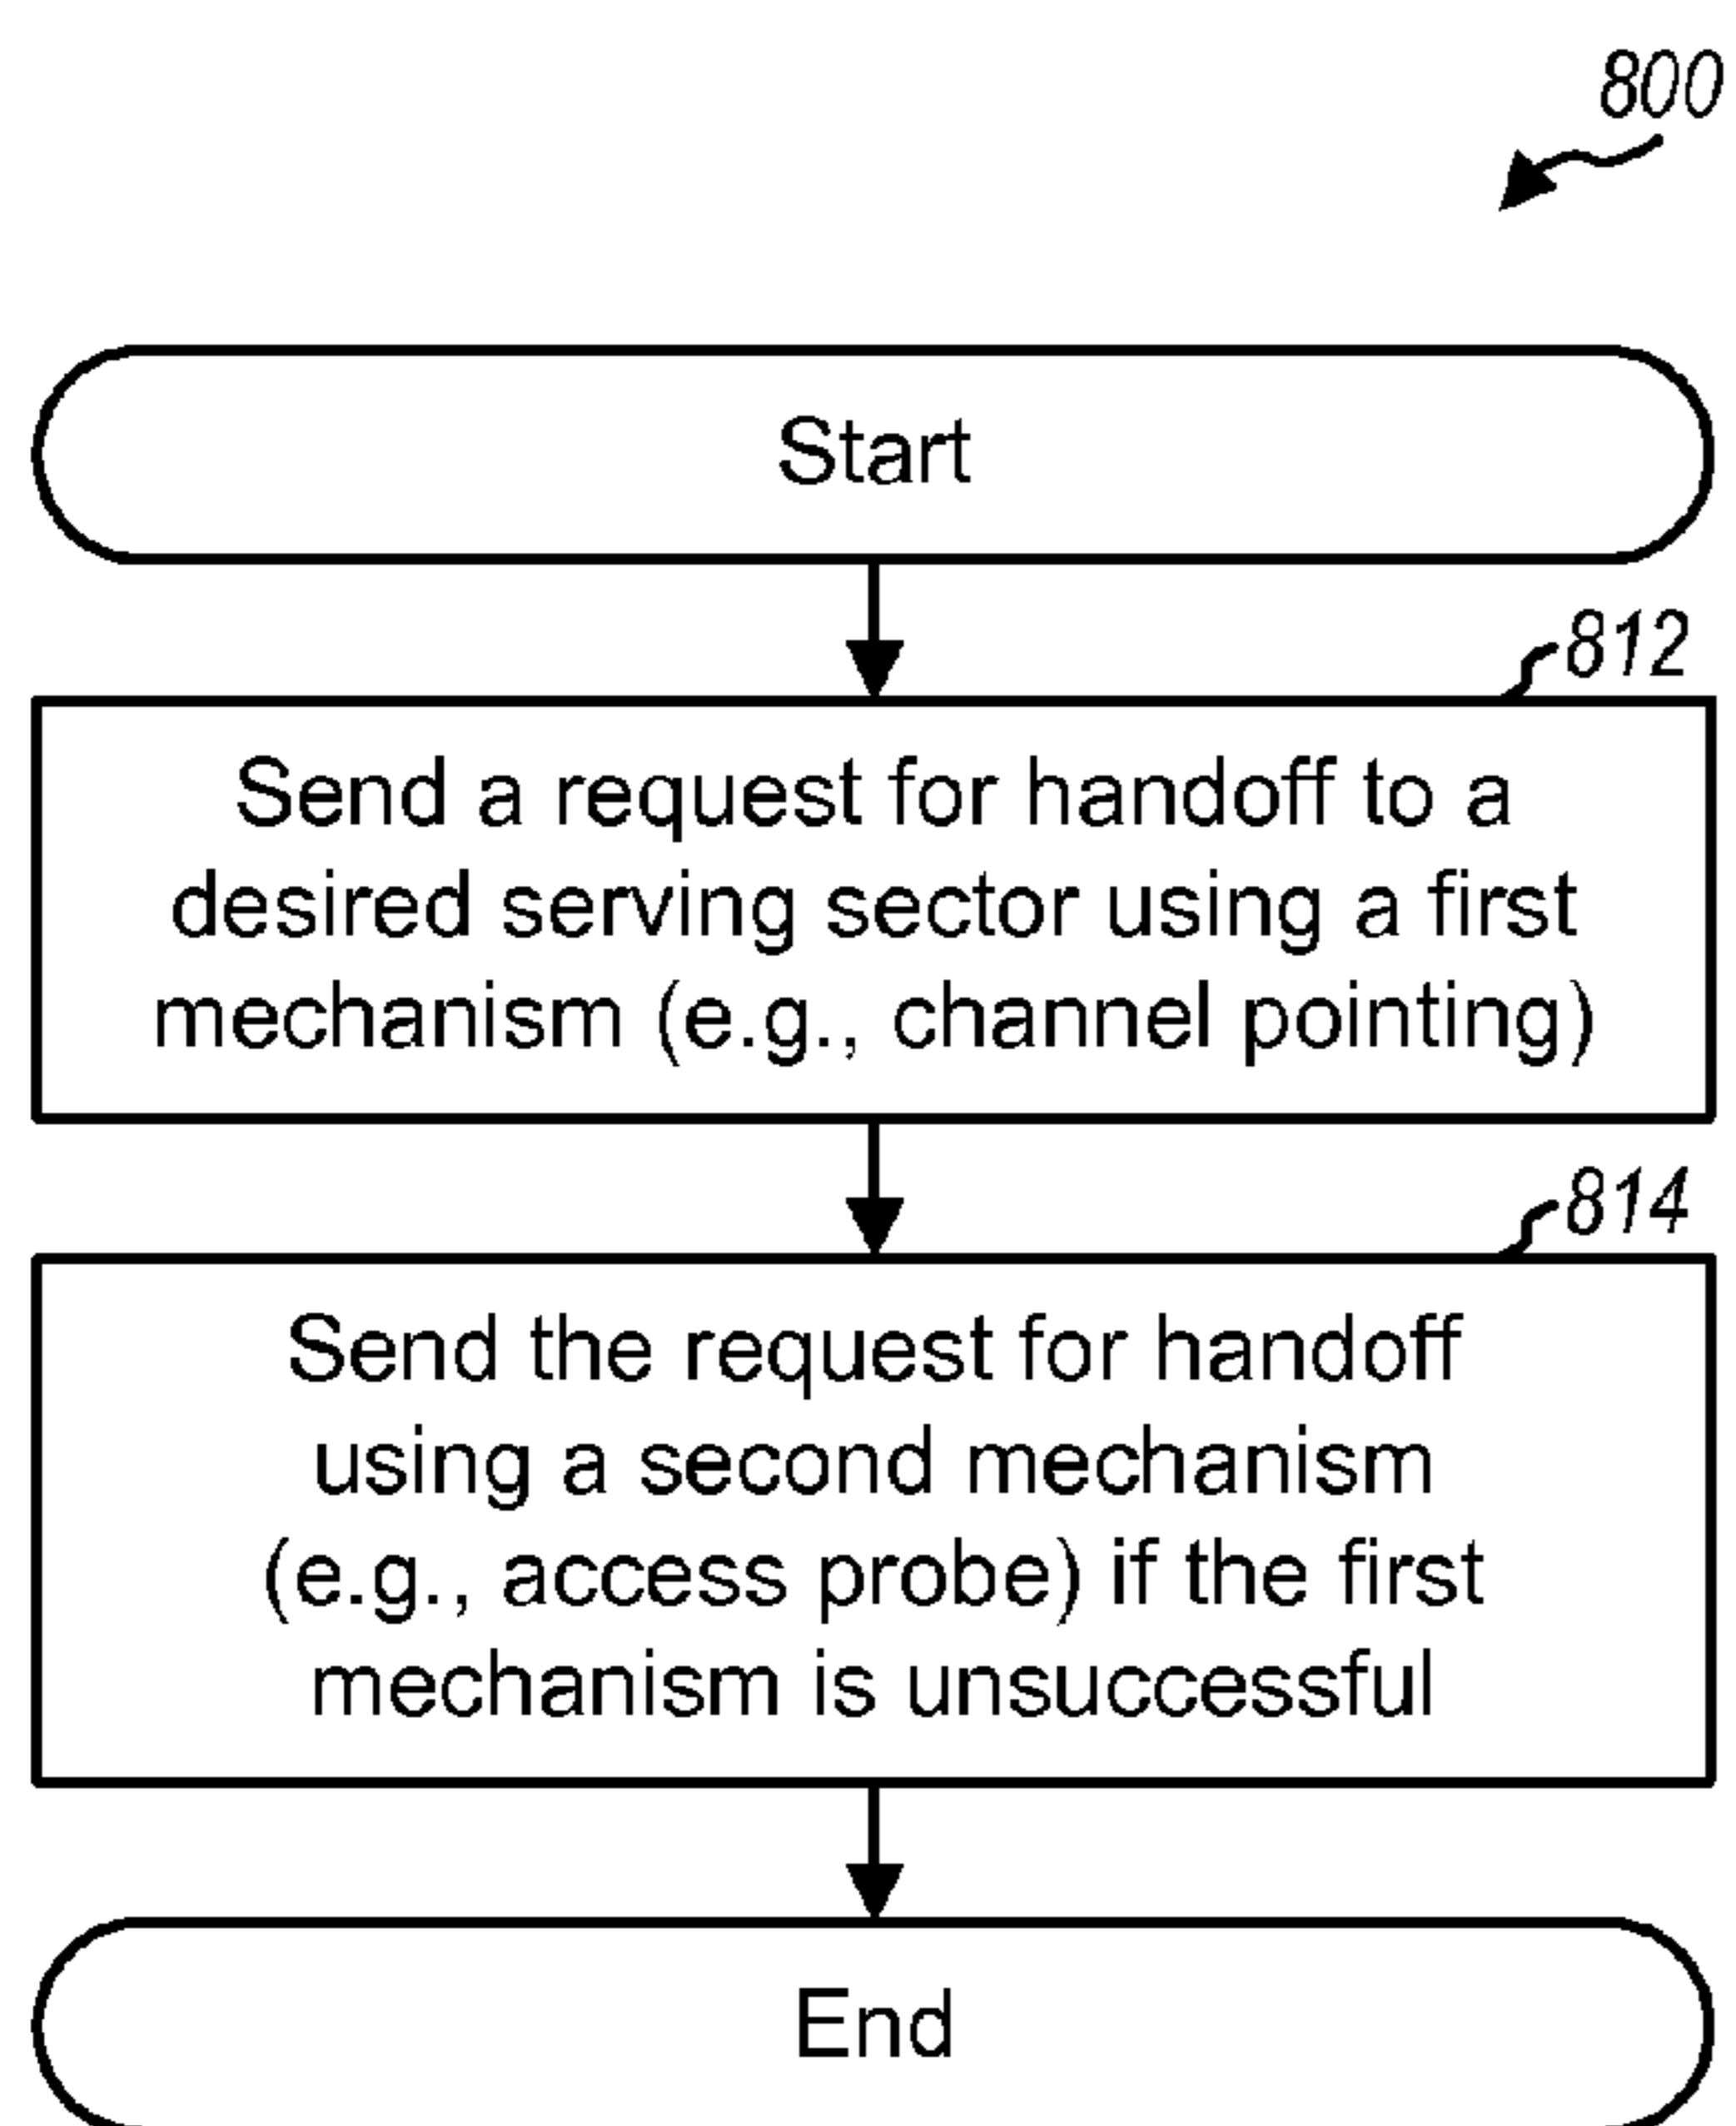 800
Start
812
Send a request for handoff to a
desired serving sector using a first
mechanism (e.g., channel pointing)
814
Send the request for handoff
using a second mechanism
(e.g., access probe) if the first
mechanism is unsuccessful
End